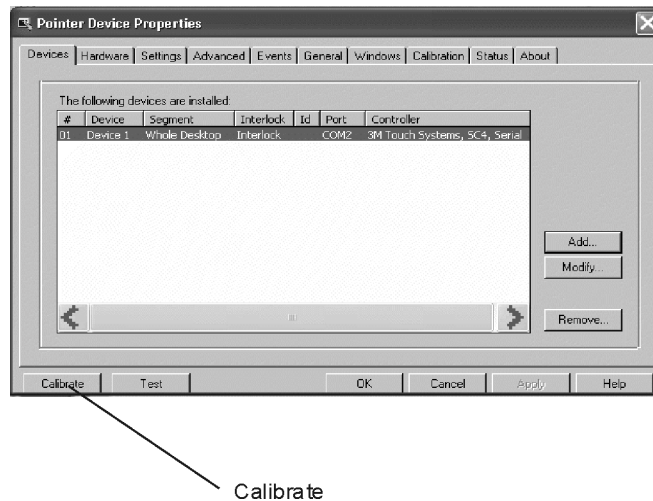 Pointer Device Properties
Devices Hardware Settings Advanced Events General Windows Calibration Status About
The following devices are installed:
# Device Segment Interlock Id Port Controller
01 Device 1 Whole Desktop Interlock COM2 3M Touch Systems, SC4, Serial
Add...
Modify...
Remove...
Calibrate Test OK Cancel Apply Help
Calibrate